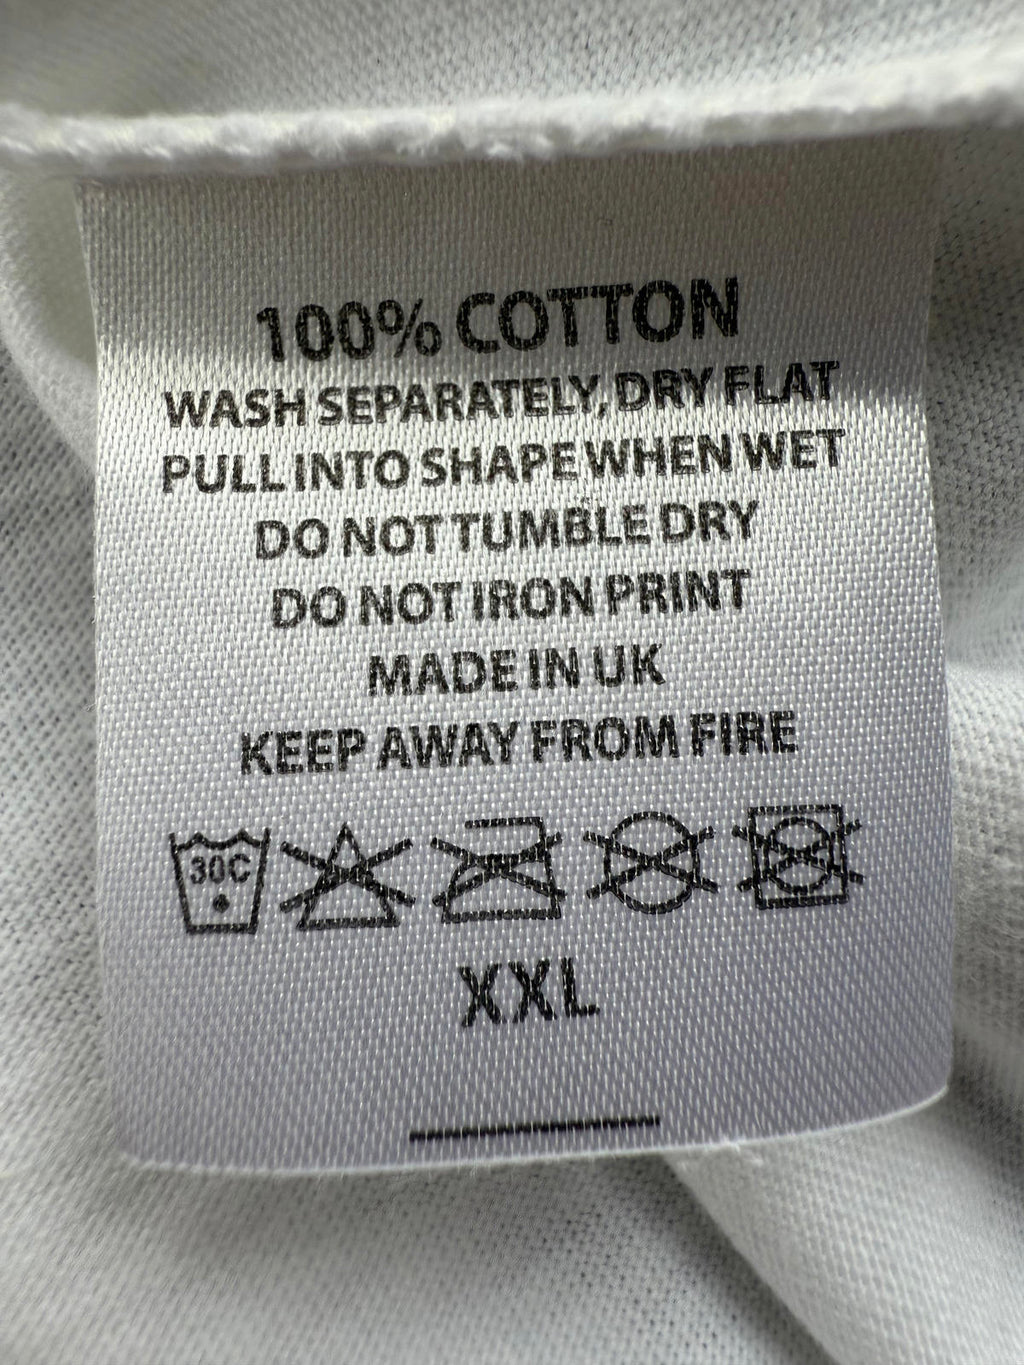 100% COTTON
WASH SEPARATELY, DRY FLAT
PULL INTO SHAPE WHEN WET
DO NOT TUMBLE DRY
DO NOT IRON PRINT
MADE IN UK
KEEP AWAY FROM FIRE
30C
XXL